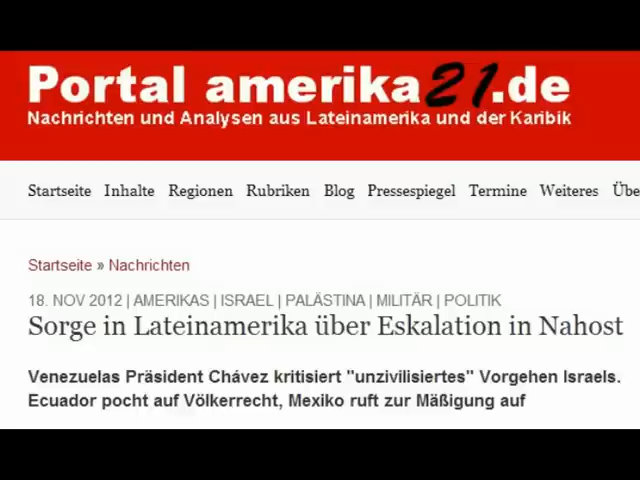 Portal amerika21.de
Nachrichten und Analysen aus Lateinamerika und der Karibik
Startseite Inhalte Regionen Rubriken Blog Pressespiegel Termine Weiteres Übe
Startseite » Nachrichten
18. NOV 2012 | AMERIKAS | ISRAEL | PALÄSTINA | MILITÄR | POLITIK
Sorge in Lateinamerika über Eskalation in Nahost
Venezuelas Präsident Chávez kritisiert "unzivilisiertes" Vorgehen Israels.
Ecuador pocht auf Völkerrecht, Mexiko ruft zur Mäßigung auf